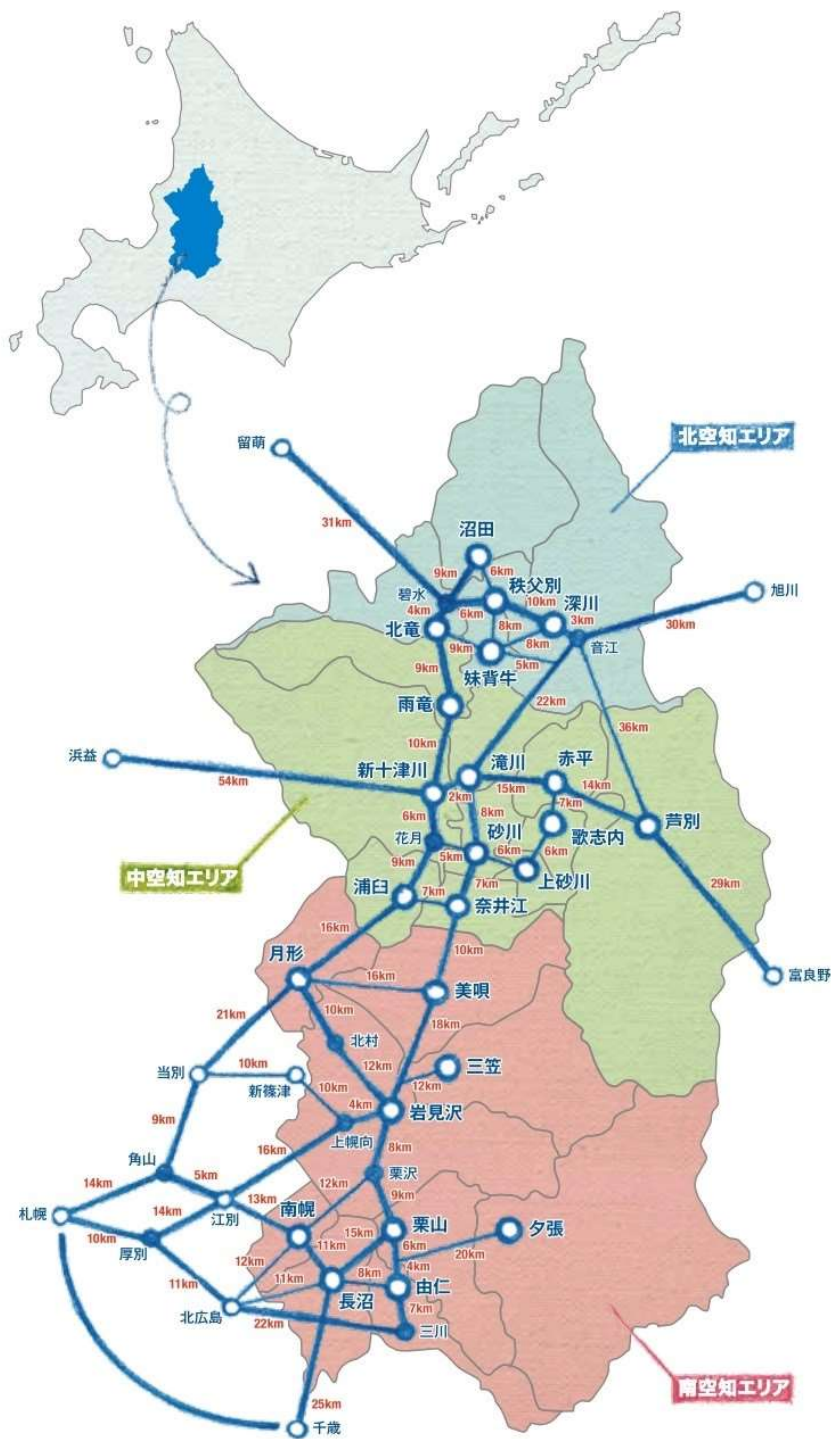 留萌
北空知エリア
31km
沼田
9km
6km
秩父別
碧水
10km
深川
旭川
4km
6km
3km
30km
北竜
8km
音江
9km
8km
9km
妹背牛
5km
雨竜
22km
36km
10km
浜益
新十津川
滝川
赤平
54km
2km
15km
14km
6km
8km
7km
芦別
花月
砂川
歌志内
5km
6km
6km
9km
中空知エリア
浦臼
7km
7km
上砂川
29km
奈井江
16km
10km
月形
富良野
16km
美唄
21km
10km
18km
北村
当別
10km
三笠
12km
12km
新篠津
10km
4km
岩見沢
9km
上幌向
16km
8km
角山
5km
栗沢
14km
13km
12km
9km
札幌
14km
江別
南幌
栗山
夕張
10km
15km
厚別
11km
6km
20km
12km
4km
11km
11km
8km
由仁
長沼
7km
北広島
22km
三川
南空知エリア
25km
千歳